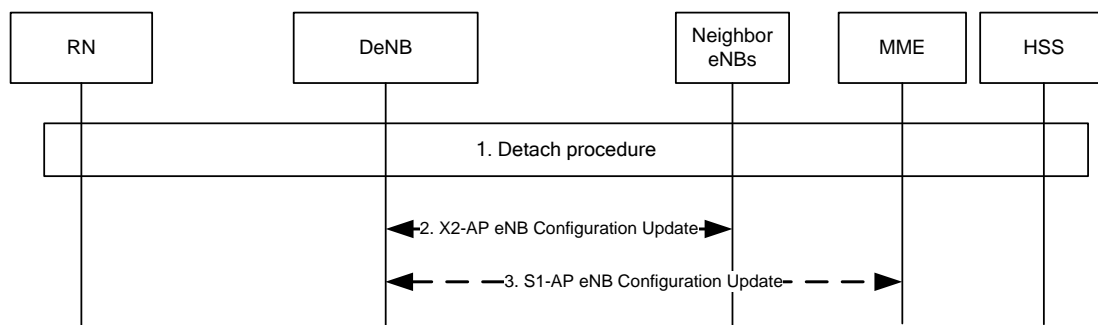 RN
DeNB
Neighbor
eNBs
MME
HSS
1. Detach procedure
2. X2-AP eNB Configuration Update
3. S1-AP eNB Configuration Update